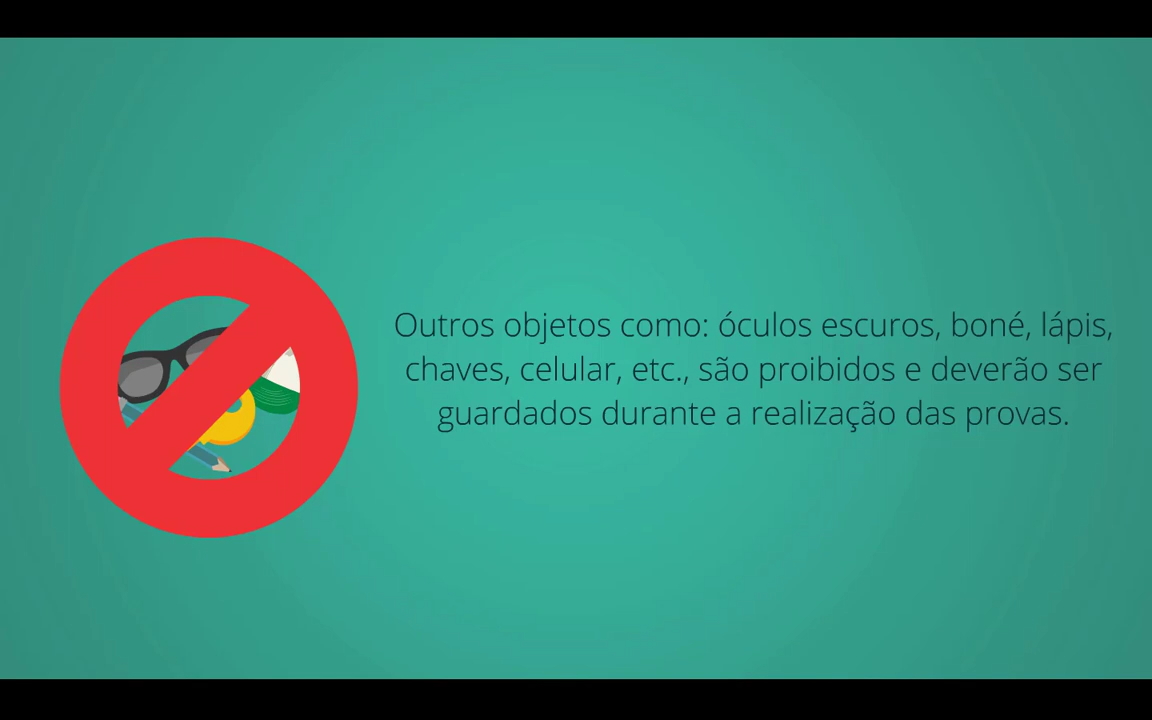 Outros objetos como: óculos escuros, boné, lápis,
chaves, celular, etc., são proibidos e deverão ser
guardados durante a realização das provas.